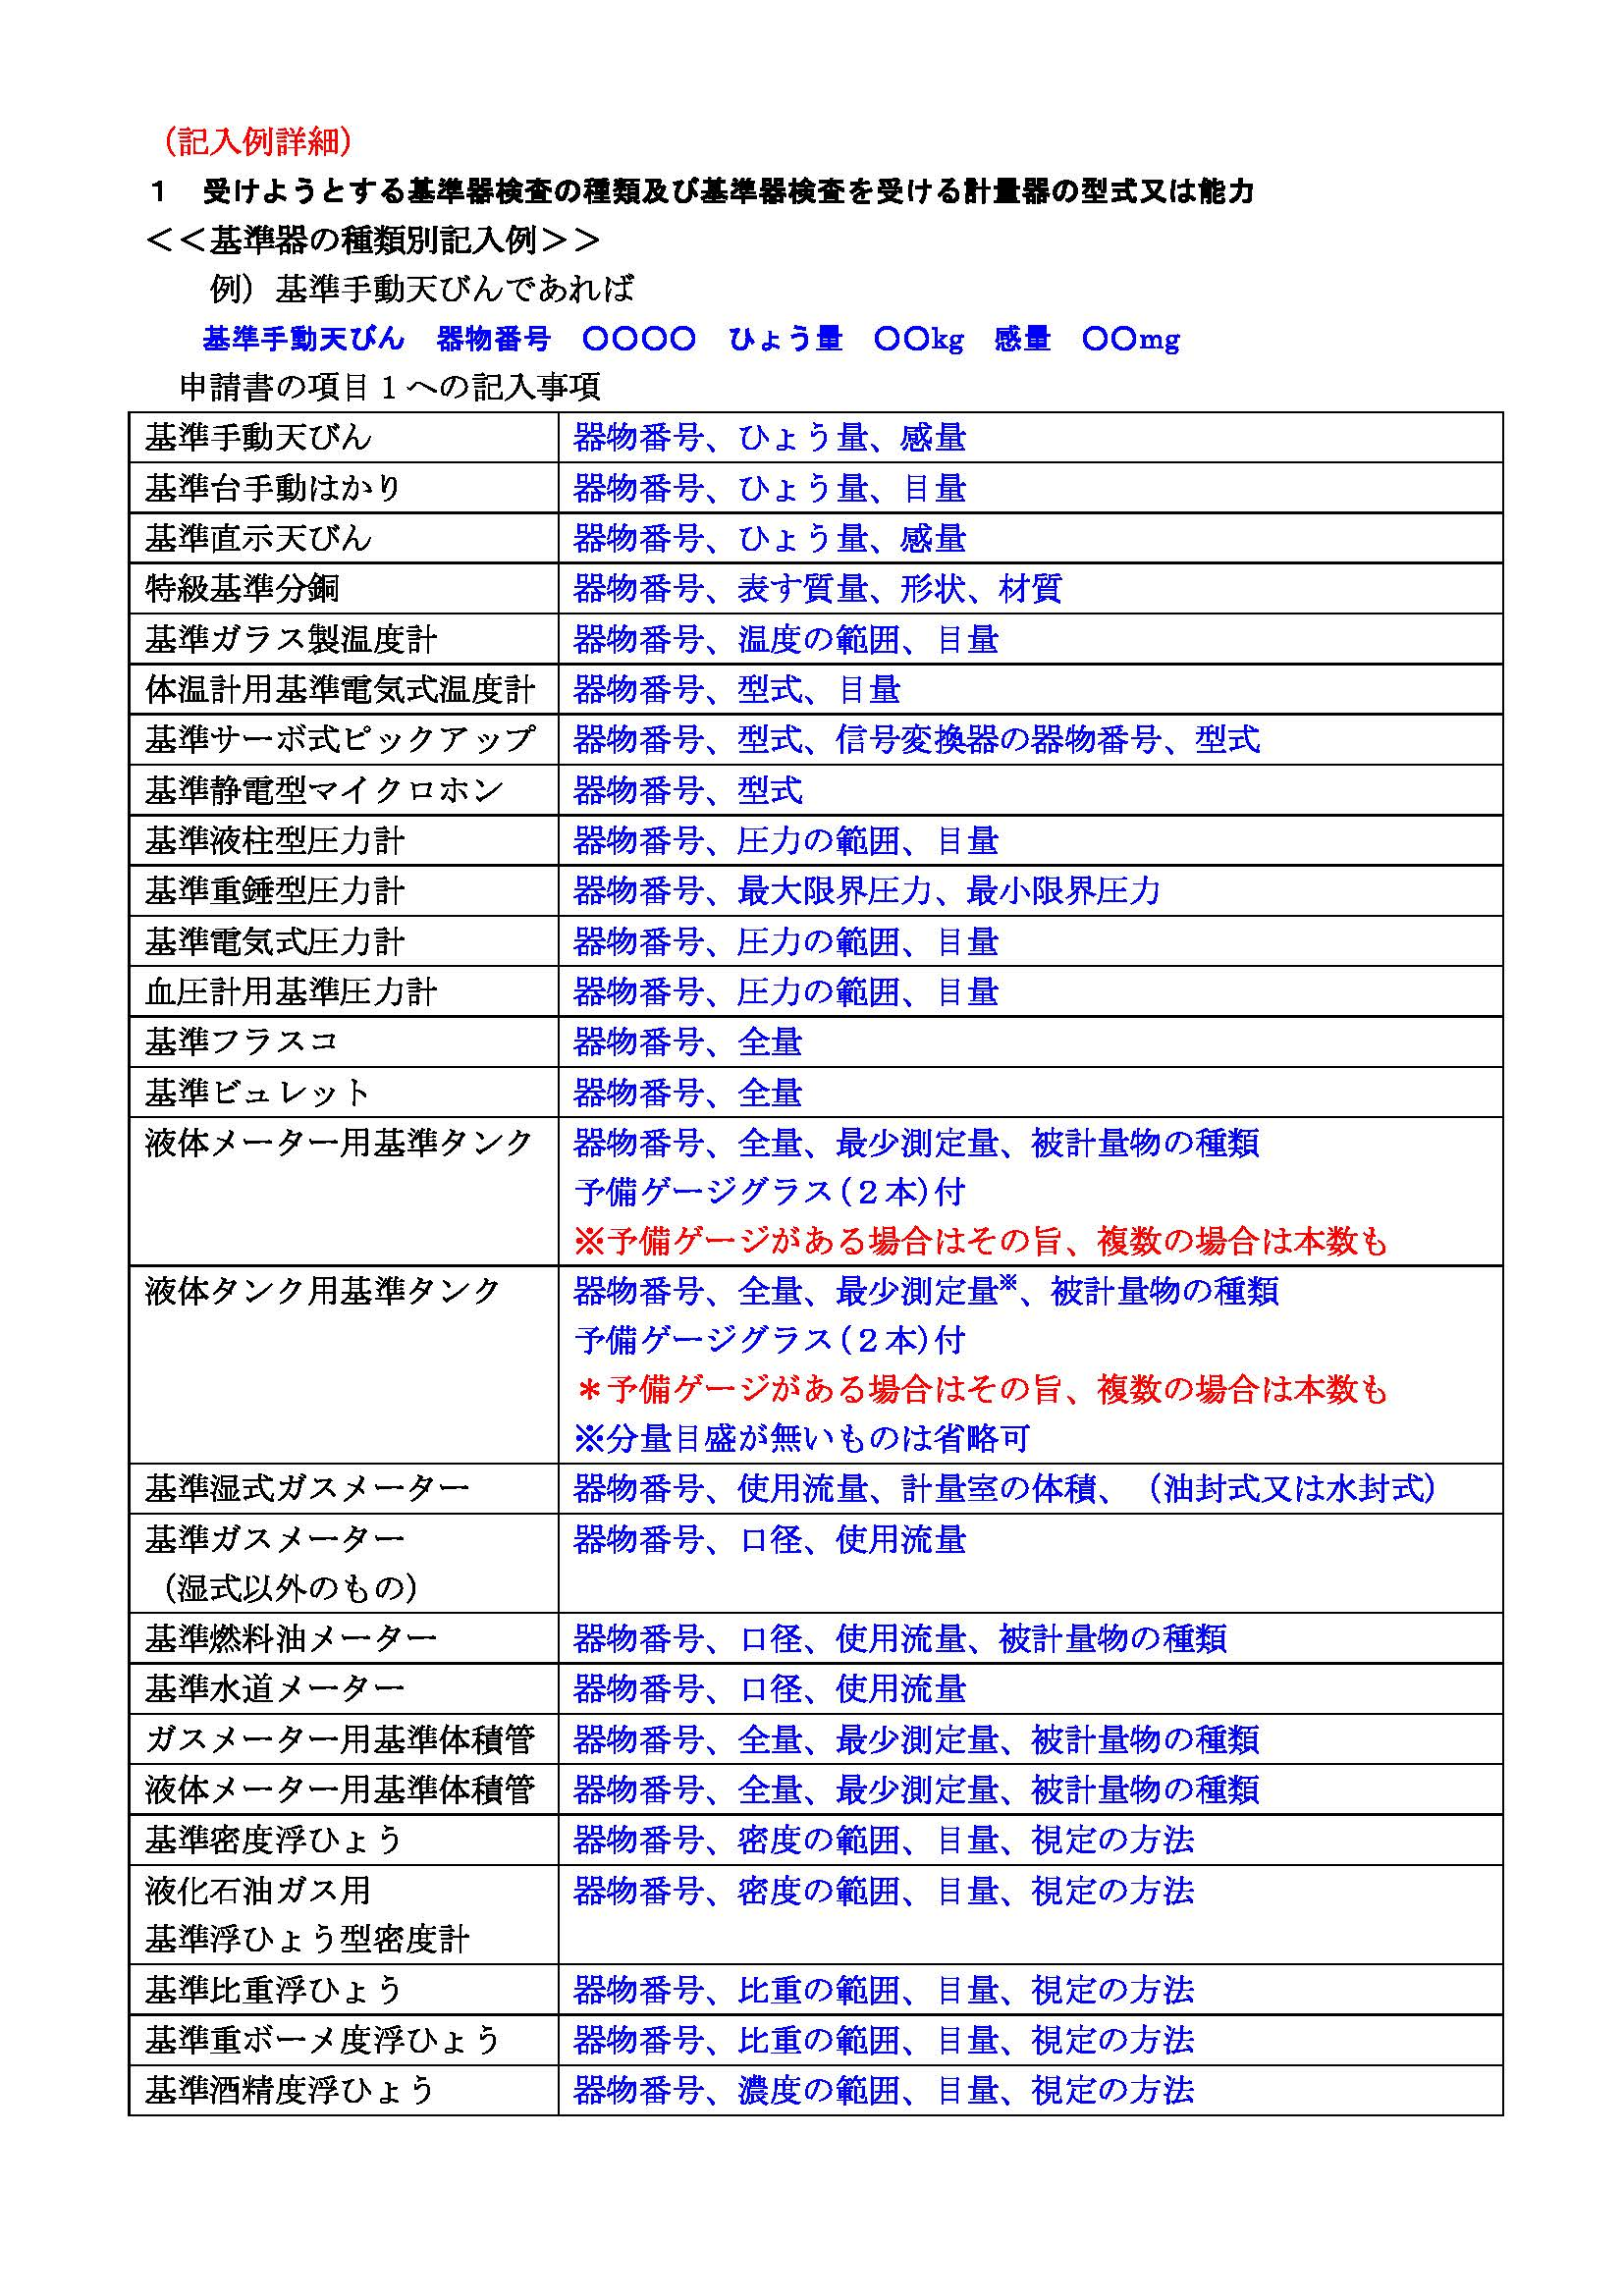 （記入例詳細）
１　受けようとする基準器検査の種類及び基準器検査を受ける計量器の型式又は能力
＜＜基準器の種類別記入例＞＞
例）基準手動天びんであれば
基準手動天びん　器物番号　〇〇〇〇　ひょう量　〇〇kg　感量　〇〇mg
申請書の項目１への記入事項
基準手動天びん　器物番号、ひょう量、感量
基準台手動はかり　器物番号、ひょう量、目量
基準直示天びん　器物番号、ひょう量、感量
特級基準分銅　器物番号、表す質量、形状、材質
基準ガラス製温度計　器物番号、温度の範囲、目量
体温計用基準電気式温度計　器物番号、型式、目量
基準サーボ式ピックアップ　器物番号、型式、信号変換器の器物番号、型式
基準静電型マイクロホン　器物番号、型式
基準液柱型圧力計　器物番号、圧力の範囲、目量
基準重錘型圧力計　器物番号、最大限界圧力、最小限界圧力
基準電気式圧力計　器物番号、圧力の範囲、目量
血圧計用基準圧力計　器物番号、圧力の範囲、目量
基準フラスコ　器物番号、全量
基準ビュレット　器物番号、全量
液体メーター用基準タンク　器物番号、全量、最少測定量、被計量物の種類
予備ゲージグラス(２本)付
※予備ゲージがある場合はその旨、複数の場合は本数も
液体タンク用基準タンク　器物番号、全量、最少測定量※、被計量物の種類
予備ゲージグラス(２本)付
＊予備ゲージがある場合はその旨、複数の場合は本数も
※分量目盛が無いものは省略可
基準湿式ガスメーター　器物番号、使用流量、計量室の体積、（油封式又は水封式）
基準ガスメーター　器物番号、口径、使用流量
（湿式以外のもの）
基準燃料油メーター　器物番号、口径、使用流量、被計量物の種類
基準水道メーター　器物番号、口径、使用流量
ガスメーター用基準体積管　器物番号、全量、最少測定量、被計量物の種類
液体メーター用基準体積管　器物番号、全量、最少測定量、被計量物の種類
基準密度浮ひょう　器物番号、密度の範囲、目量、視定の方法
液化石油ガス用　器物番号、密度の範囲、目量、視定の方法
基準浮ひょう型密度計
基準比重浮ひょう　器物番号、比重の範囲、目量、視定の方法
基準重ボーメ度浮ひょう　器物番号、比重の範囲、目量、視定の方法
基準酒精度浮ひょう　器物番号、濃度の範囲、目量、視定の方法